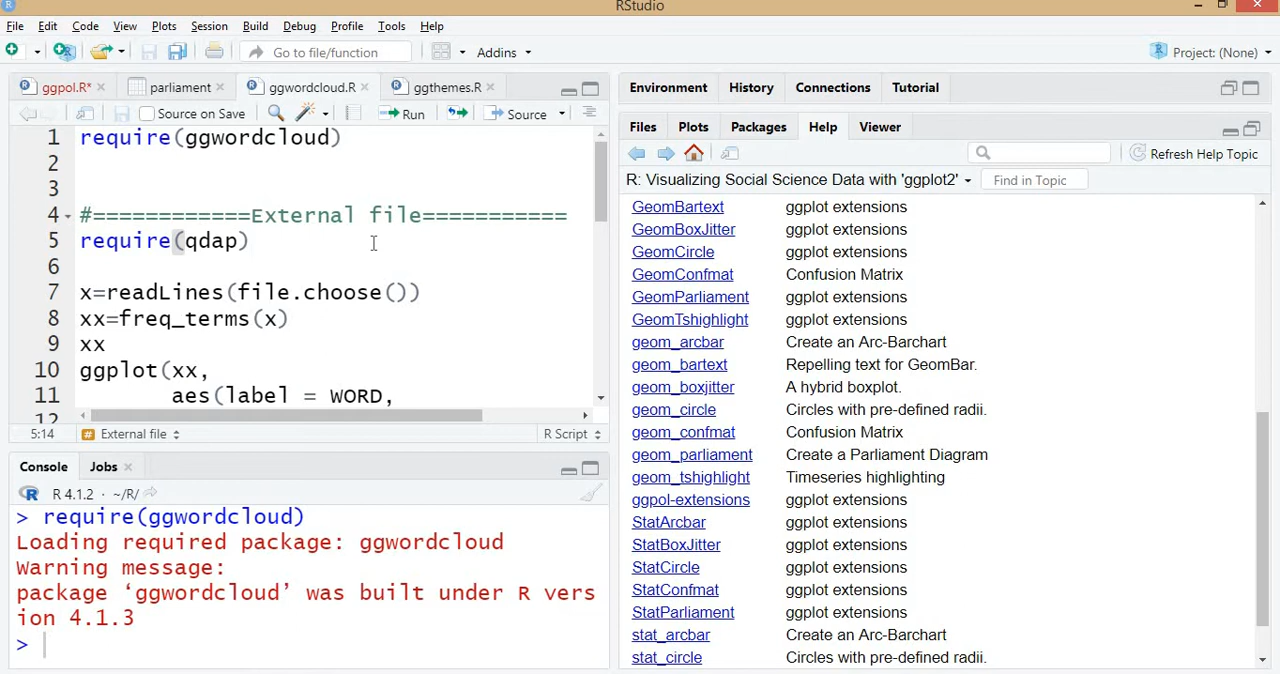 RStudio
File Edit Code View Plots Session Build Debug Profile Tools Help
Go to file/function Addins Project: (None)
ggpol.R* parliament ggwordcloud.R ggthemes.R
Source on Save Run Source
1 require(ggwordcloud)
2
3
4 #============External file===========
5 require(qdap)
6
7 x=readLines(file.choose())
8 xx=freq_terms(x)
9 xx
10 ggplot(xx,
11 aes(label = WORD,
12
5:14 External file R Script
Console Jobs
R 4.1.2 · ~/R/
> require(ggwordcloud)
Loading required package: ggwordcloud
Warning message:
package ‘ggwordcloud’ was built under R vers
ion 4.1.3
>
Environment History Connections Tutorial
Files Plots Packages Help Viewer
Refresh Help Topic
R: Visualizing Social Science Data with 'ggplot2' Find in Topic
GeomBartext ggplot extensions
GeomBoxJitter ggplot extensions
GeomCircle ggplot extensions
GeomConfmat Confusion Matrix
GeomParliament ggplot extensions
GeomTshighlight ggplot extensions
geom_arcbar Create an Arc-Barchart
geom_bartext Repelling text for GeomBar.
geom_boxjitter A hybrid boxplot.
geom_circle Circles with pre-defined radii.
geom_confmat Confusion Matrix
geom_parliament Create a Parliament Diagram
geom_tshighlight Timeseries highlighting
ggpol-extensions ggplot extensions
StatArcbar ggplot extensions
StatBoxJitter ggplot extensions
StatCircle ggplot extensions
StatConfmat ggplot extensions
StatParliament ggplot extensions
stat_arcbar Create an Arc-Barchart
stat_circle Circles with pre-defined radii.